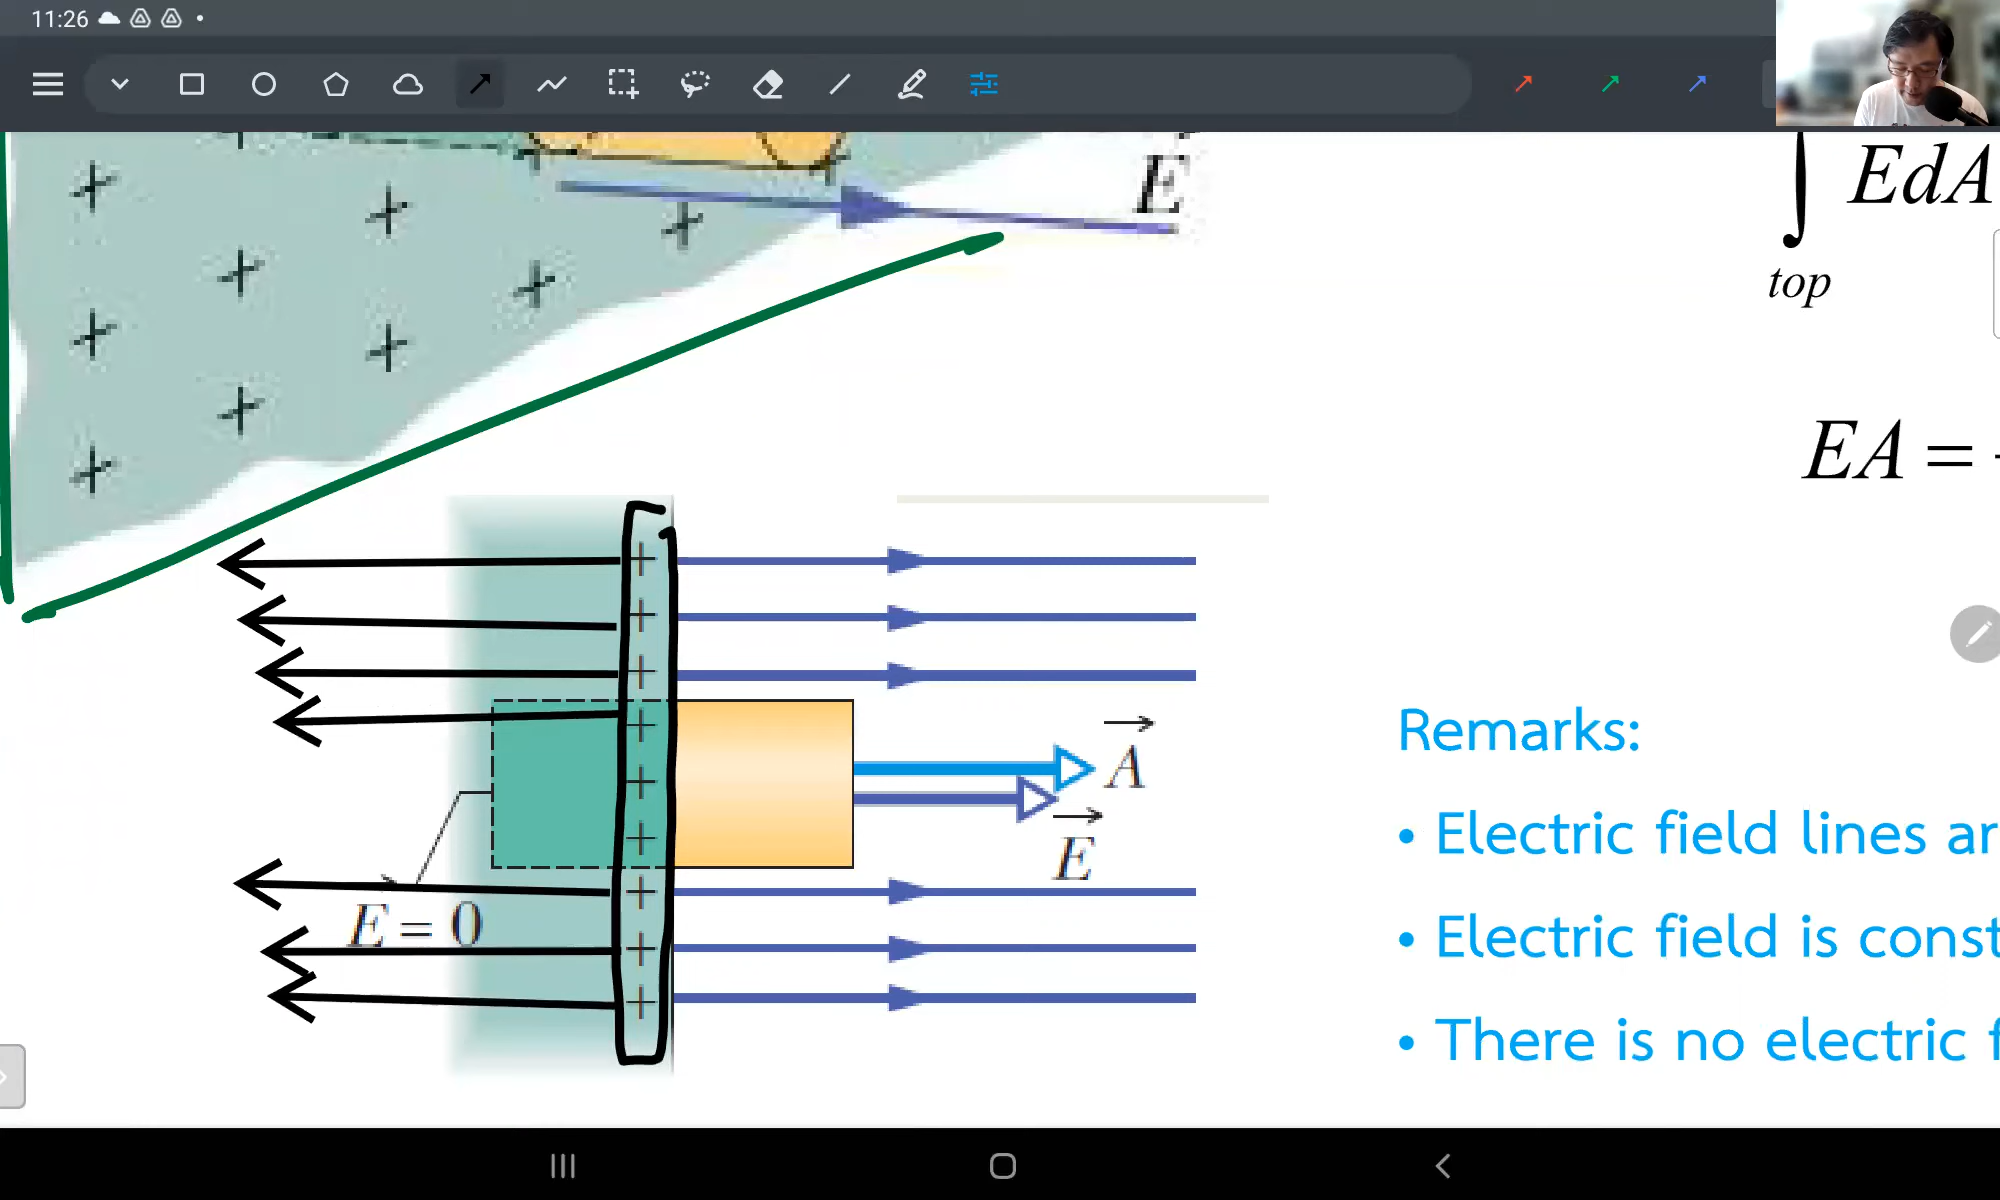 11:26
E
∫ EdA
top
EA =
A
E
E = 0
Remarks:
• Electric field lines ar
• Electric field is const
• There is no electric f